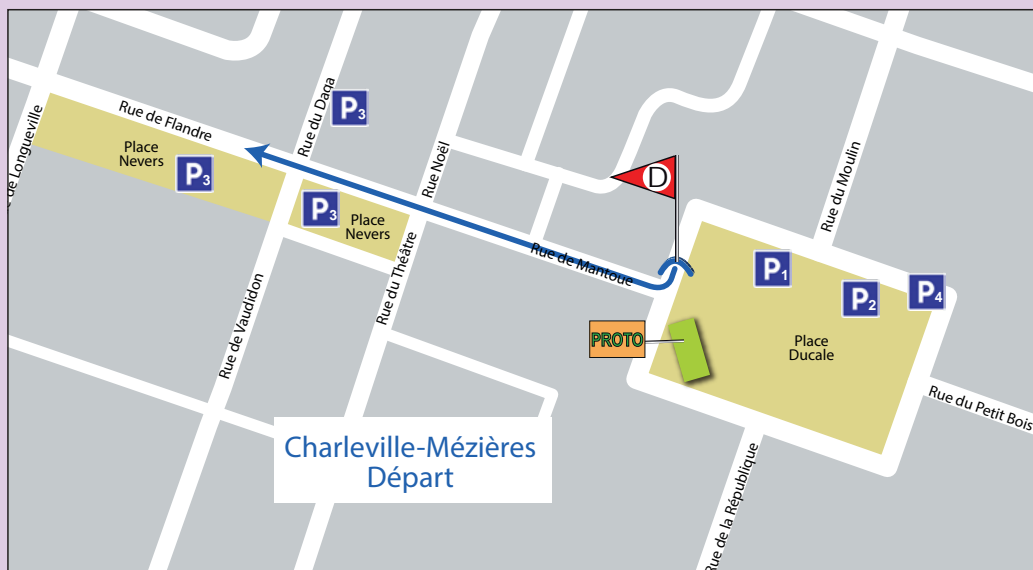 Rue de Flandre
Rue du Daga
P3
de Longueville
Place
Nevers
P3
P3
Place
Nevers
Rue Noël
D
Rue du Moulin
Rue de Mantoue
P1
P2
P4
Rue du Théâtre
Rue de Vaudidon
PROTO
Place
Ducale
Rue du Petit Bois
Charleville-Mézières
Départ
Rue de la République